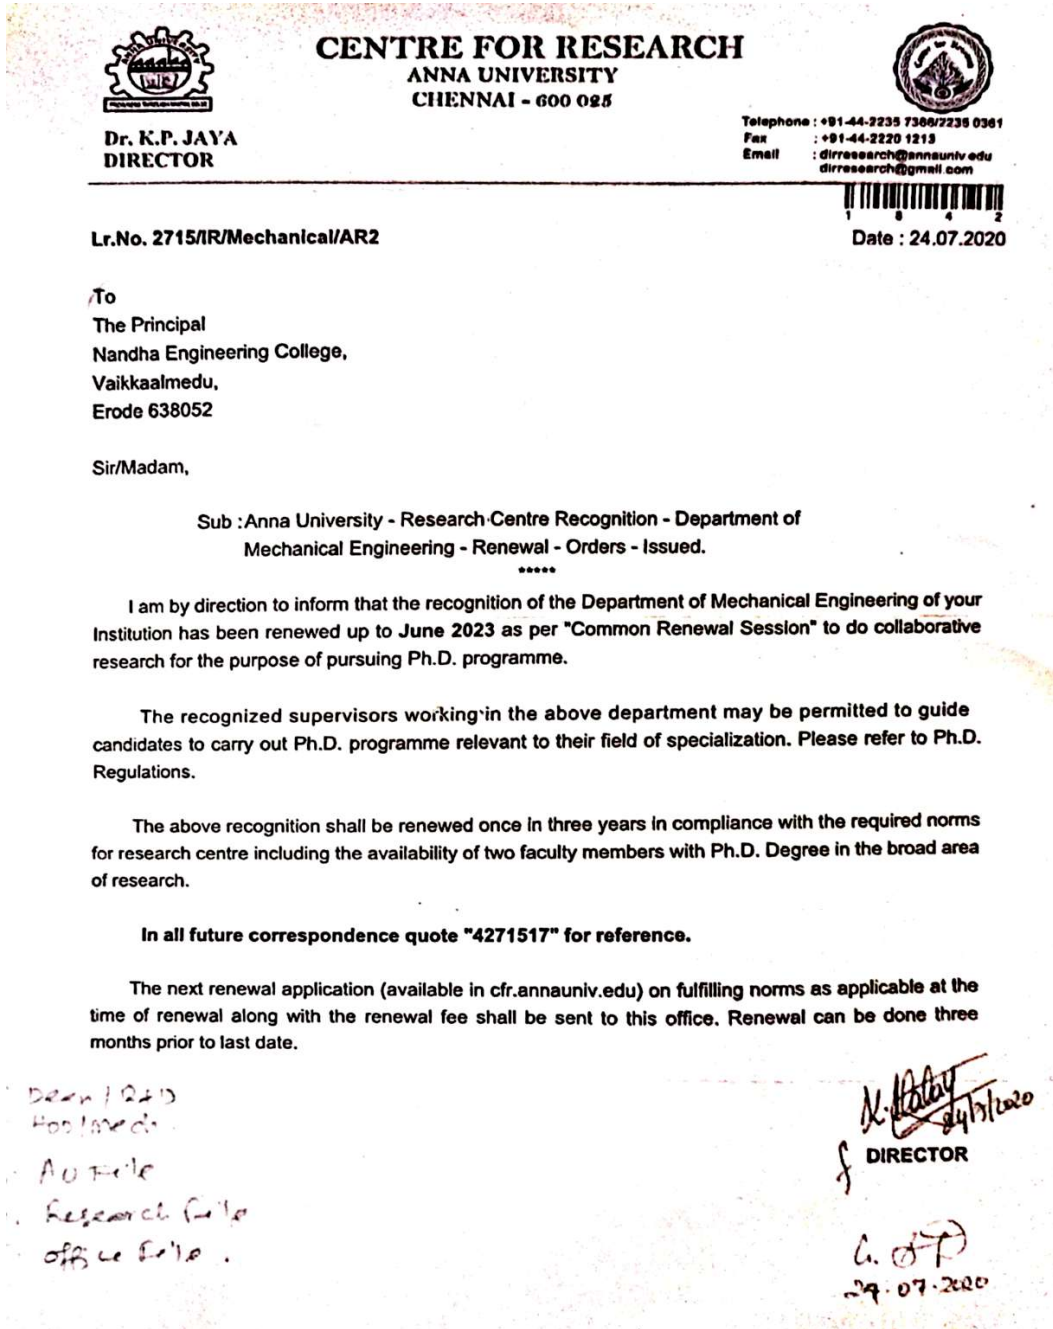 CENTRE FOR RESEARCH
ANNA UNIVERSITY
CHENNAI - 600 025
Dr. K.P. JAYA
DIRECTOR
Telephone : +91-44-2235 7366/2235 0361
Fax : +91-44-2220 1213
Email : dirresearch@annauniv.edu
dirresearch@gmail.com
1 8 4 2
Lr.No. 2715/IR/Mechanical/AR2
Date : 24.07.2020
To
The Principal
Nandha Engineering College,
Vaikkaalmedu,
Erode 638052
Sir/Madam,
Sub : Anna University - Research Centre Recognition - Department of
Mechanical Engineering - Renewal - Orders - Issued.
*****
I am by direction to inform that the recognition of the Department of Mechanical Engineering of your
Institution has been renewed up to June 2023 as per "Common Renewal Session" to do collaborative
research for the purpose of pursuing Ph.D. programme.
The recognized supervisors working in the above department may be permitted to guide
candidates to carry out Ph.D. programme relevant to their field of specialization. Please refer to Ph.D.
Regulations.
The above recognition shall be renewed once in three years in compliance with the required norms
for research centre including the availability of two faculty members with Ph.D. Degree in the broad area
of research.
In all future correspondence quote "4271517" for reference.
The next renewal application (available in cfr.annauniv.edu) on fulfilling norms as applicable at the
time of renewal along with the renewal fee shall be sent to this office. Renewal can be done three
months prior to last date.
Dean / R&D
HOD/Mech.
AU File
Research file
office file.
24/7/2020
DIRECTOR
29.07.2020